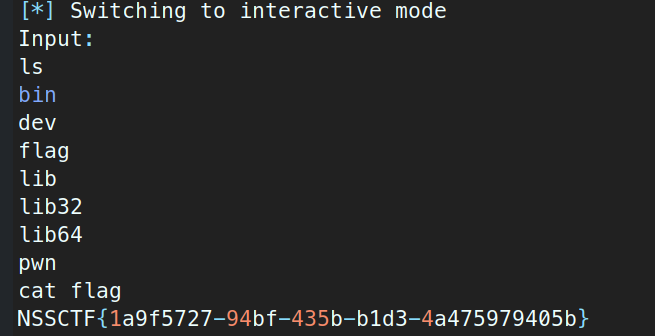 [*] Switching to interactive mode
Input:
ls
bin
dev
flag
lib
lib32
lib64
pwn
cat flag
NSSCTF{1a9f5727-94bf-435b-b1d3-4a475979405b}